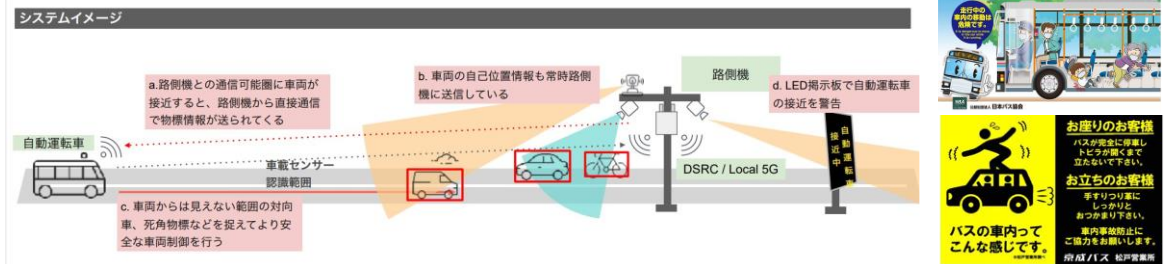 システムイメージ
a.路側機との通信可能圏に車両が
接近すると、路側機から直接通信
で物標情報が送られてくる
b. 車両の自己位置情報も常時路側
機に送信している
路側機
d. LED掲示板で自動運転車
の接近を警告
自動運転車
車載センサー
認識範囲
DSRC / Local 5G
自動運転車
接近中
c. 車両からは見えない範囲の対向
車、死角物標などを捉えてより安
全な車両制御を行う
走行中の
車内の移動は
危険です。
日本バス協会
バスの車内って
こんな感じです。
お座りのお客様
バスが完全に停車し
トビラが開くまで
立たないで下さい。
お立ちのお客様
手すりつり革に
しっかりと
おつかまり下さい。
車内事故防止に
ご協力をお願いします。
京成バス 松戸営業所